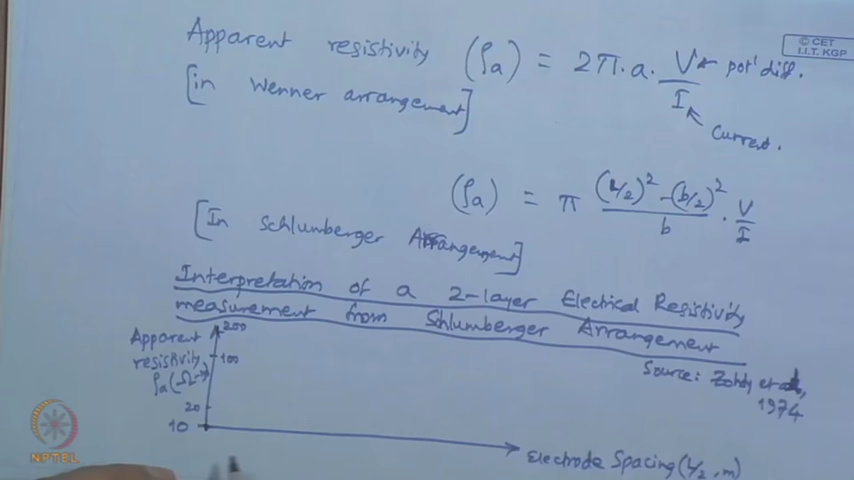 © CET
I.I.T. KGP
Apparent resistivity (ρa) = 2π.a. V/I ← pot' diff.
← Current.
[in Wenner arrangement]
(ρa) = π ((L/2)² - (b/2)²)/b . V/I
[In Schlumberger Arrangement]
Interpretation of a 2-layer Electrical Resistivity
measurement from Schlumberger Arrangement
Source: Zohdy et al,
1974
Apparent
resistivity
ρa (Ω-m)
200
100
20
10
Electrode Spacing (L/2, m)
NPTEL